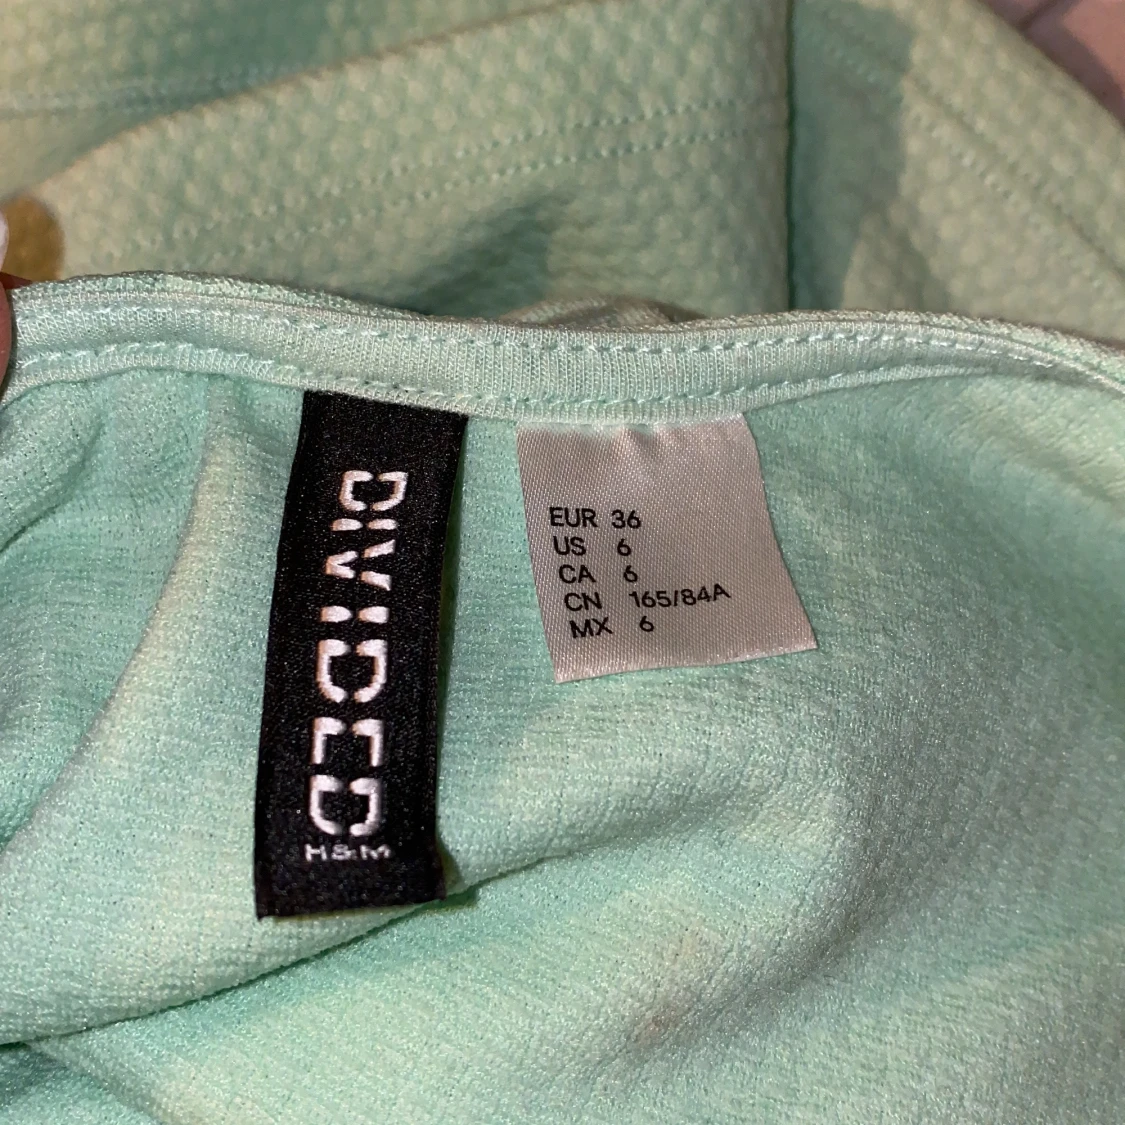 DIVIDED
H&M
EUR 36
US 6
CA 6
CN 165/84A
MX 6